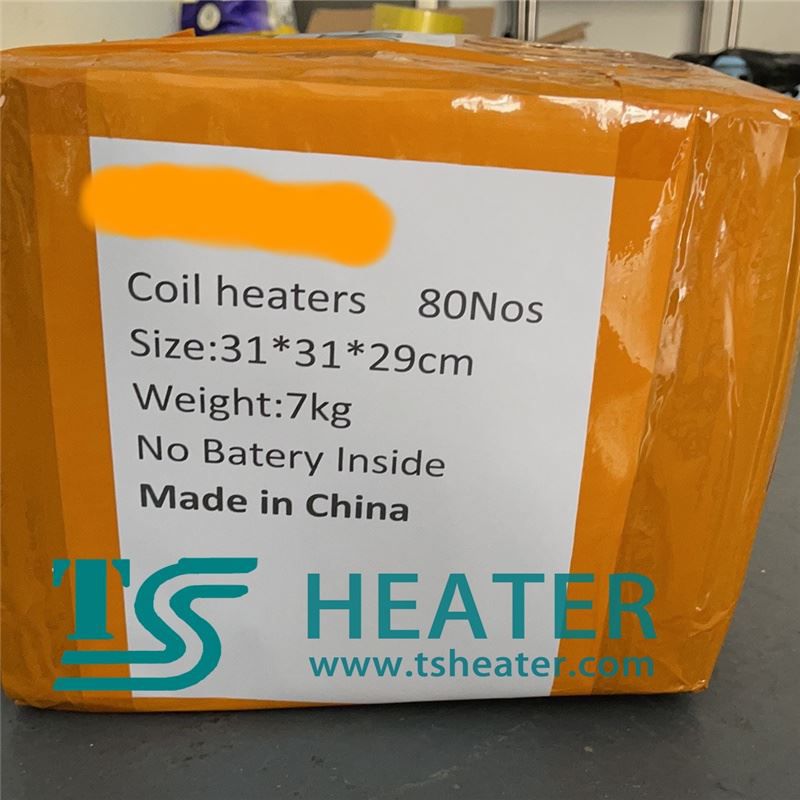 Coil heaters 80Nos
Size:31*31*29cm
Weight:7kg
No Batery Inside
Made in China
TS HEATER
www.tsheater.com